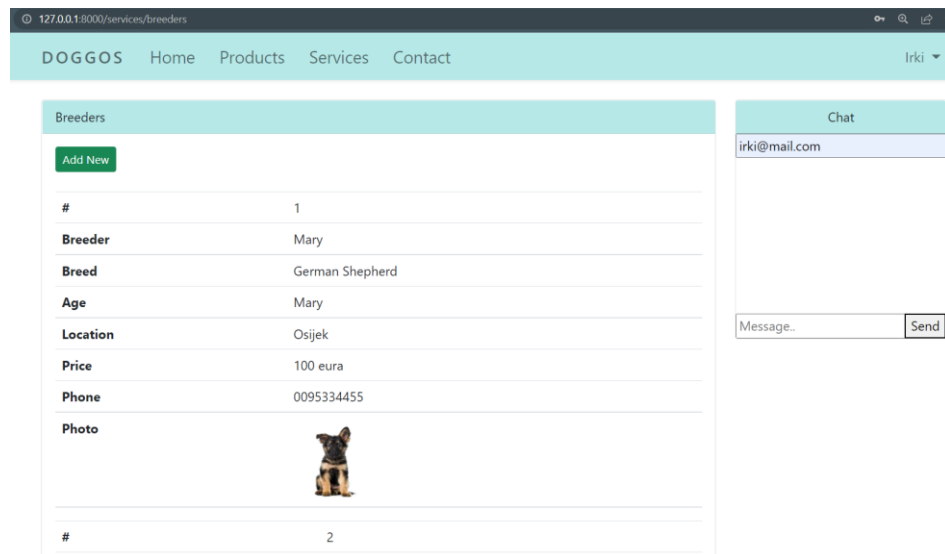 127.0.0.1:8000/services/breeders
DOGGOS Home Products Services Contact Irki
Breeders
Add New
# 1
Breeder Mary
Breed German Shepherd
Age Mary
Location Osijek
Price 100 eura
Phone 0095334455
Photo
# 2
Chat
irki@mail.com
Message.. Send